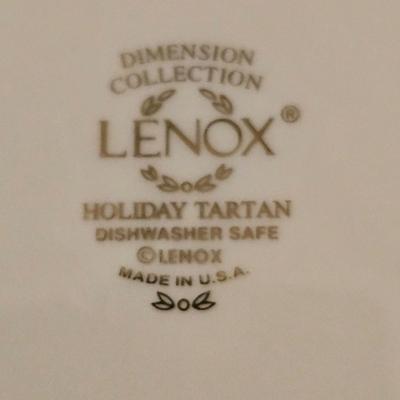 DIMENSION
COLLECTION
LENOX®
HOLIDAY TARTAN
DISHWASHER SAFE
©LENOX
MADE IN U.S.A.